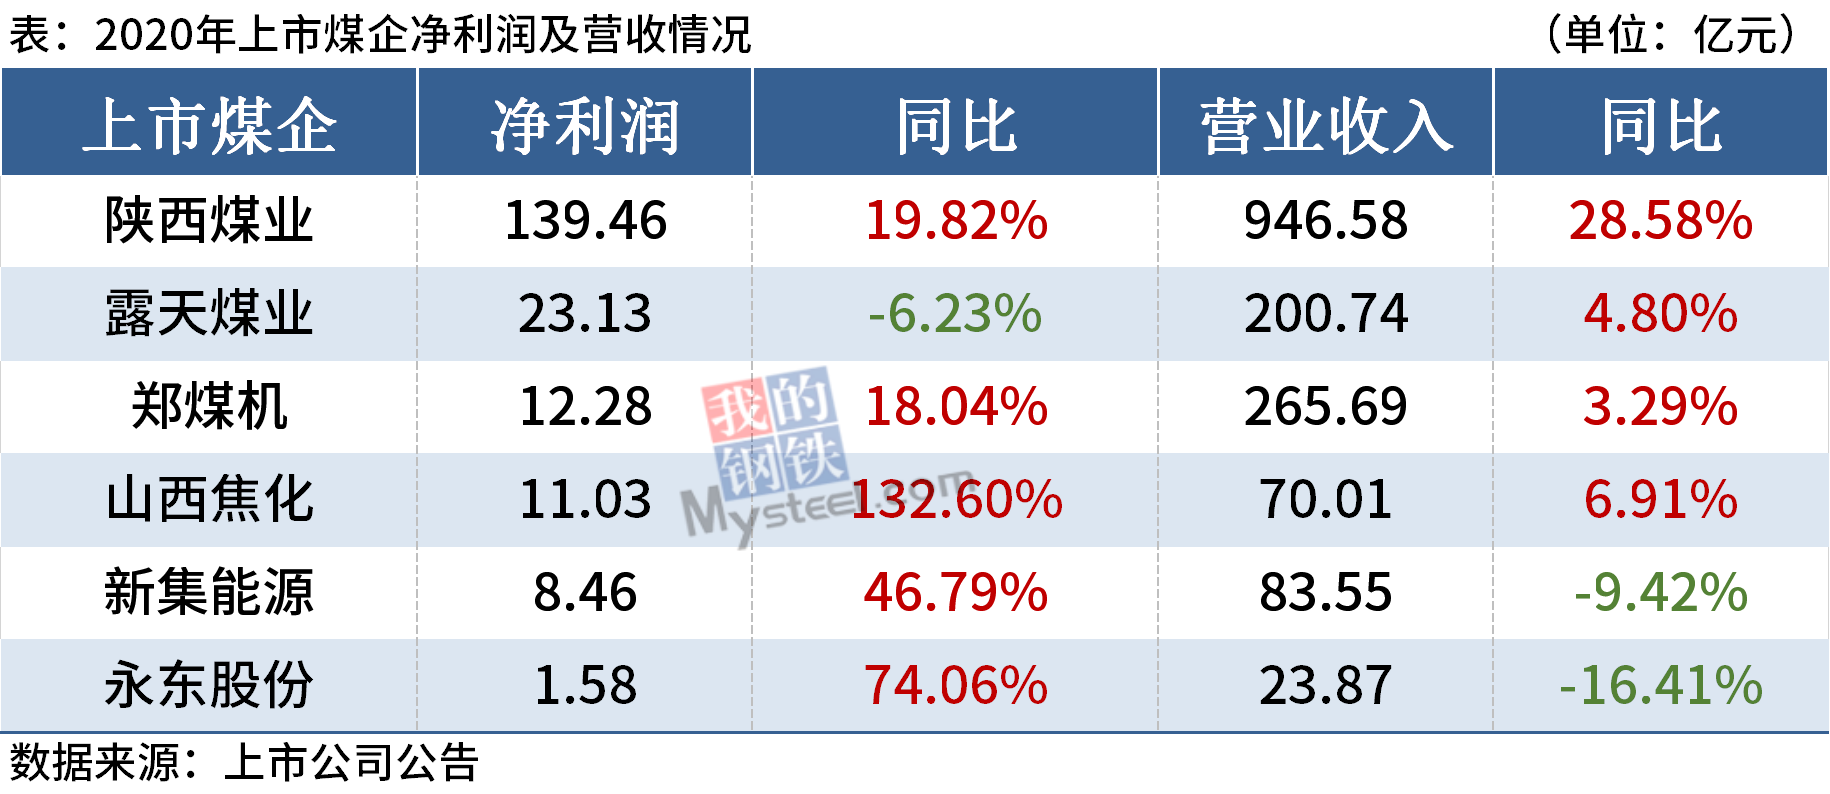 表：2020年上市煤企净利润及营收情况 （单位：亿元）
上市煤企 净利润 同比 营业收入 同比
陕西煤业 139.46 19.82% 946.58 28.58%
露天煤业 23.13 -6.23% 200.74 4.80%
郑煤机 12.28 18.04% 265.69 3.29%
山西焦化 11.03 132.60% 70.01 6.91%
新集能源 8.46 46.79% 83.55 -9.42%
永东股份 1.58 74.06% 23.87 -16.41%
数据来源：上市公司公告
我的
钢铁
Mysteel.com